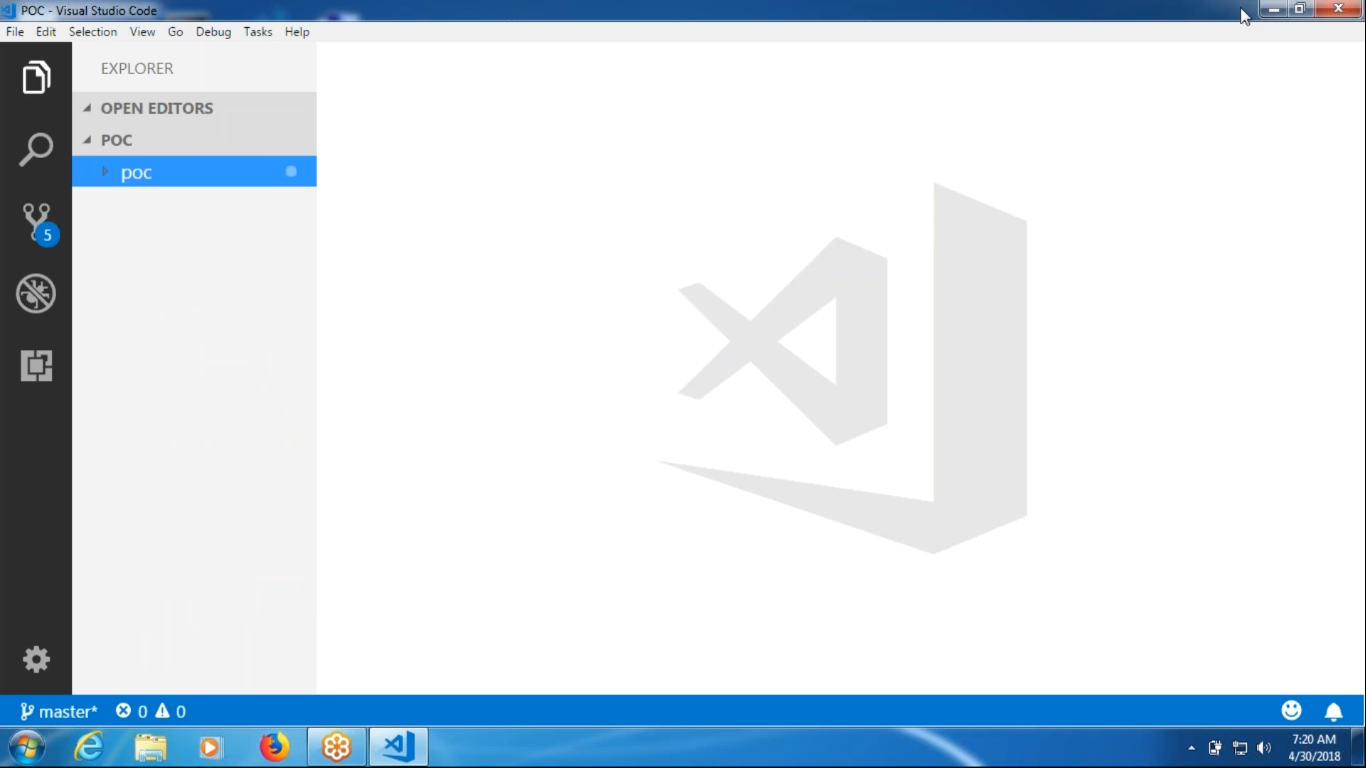 POC - Visual Studio Code
File Edit Selection View Go Debug Tasks Help
EXPLORER
OPEN EDITORS
POC
poc
5
master* 0 0
7:20 AM
4/30/2018